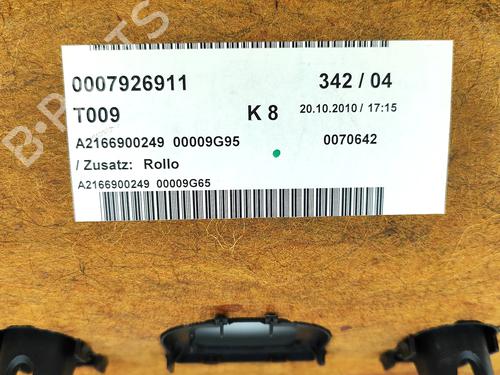 0007926911 342 / 04
T009 K 8 20.10.2010 / 17:15
A2166900249 00009G95 0070642
/ Zusatz: Rollo
A2166900249 00009G65
B-PARTS